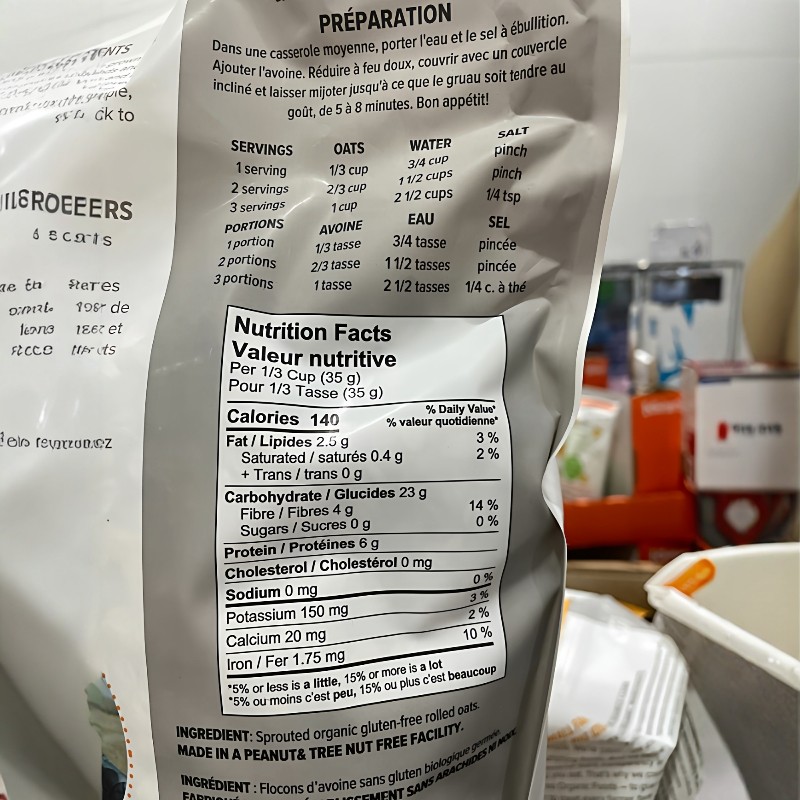 PRÉPARATION
Dans une casserole moyenne, porter l'eau et le sel à ébullition.
Ajouter l'avoine. Réduire à feu doux, couvrir avec un couvercle
incliné et laisser mijoter jusqu'à ce que le gruau soit tendre au
goût, de 5 à 8 minutes. Bon appétit!
SERVINGS OATS WATER SALT
1 serving 1/3 cup 3/4 cup pinch
2 servings 2/3 cup 1 1/2 cups pinch
3 servings 1 cup 2 1/2 cups 1/4 tsp
PORTIONS AVOINE EAU SEL
1 portion 1/3 tasse 3/4 tasse pincée
2 portions 2/3 tasse 1 1/2 tasses pincée
3 portions 1 tasse 2 1/2 tasses 1/4 c. à thé
Nutrition Facts
Valeur nutritive
Per 1/3 Cup (35 g)
Pour 1/3 Tasse (35 g)
Calories 140
% Daily Value*
% valeur quotidienne*
Fat / Lipides 2.5 g 3 %
Saturated / saturés 0.4 g 2 %
+ Trans / trans 0 g
Carbohydrate / Glucides 23 g
Fibre / Fibres 4 g 14 %
Sugars / Sucres 0 g 0 %
Protein / Protéines 6 g
Cholesterol / Cholestérol 0 mg
Sodium 0 mg 0 %
Potassium 150 mg 3 %
Calcium 20 mg 2 %
Iron / Fer 1.75 mg 10 %
*5% or less is a little, 15% or more is a lot
*5% ou moins c'est peu, 15% ou plus c'est beaucoup
INGREDIENT: Sprouted organic gluten-free rolled oats.
MADE IN A PEANUT& TREE NUT FREE FACILITY.
INGRÉDIENT : Flocons d'avoine sans gluten biologique germée.
SANS ARACHIDES NI